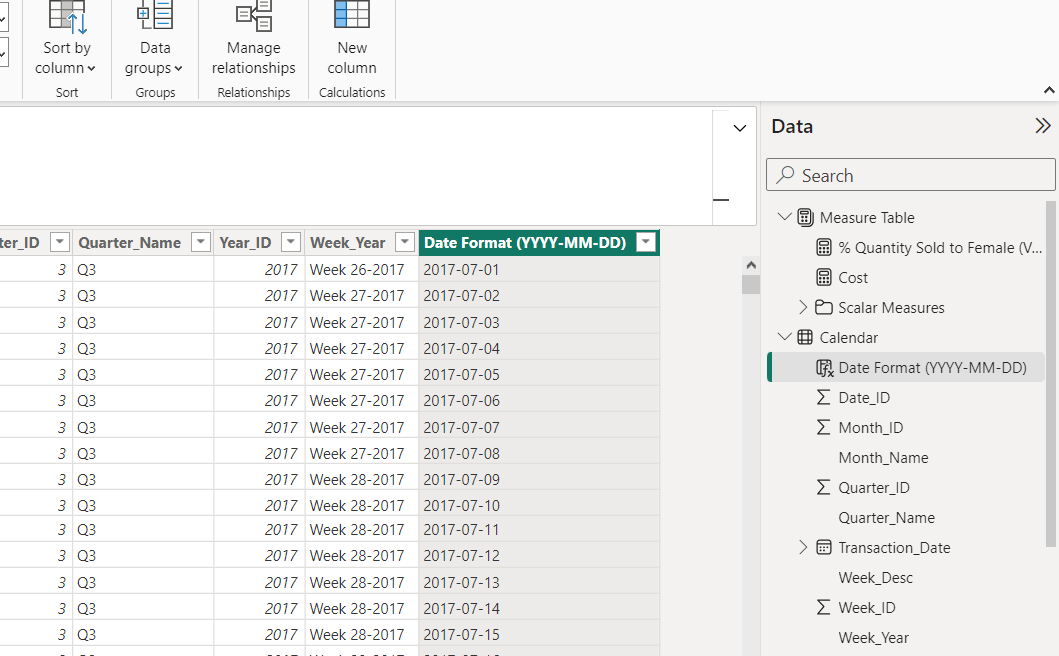 Sort by
column
Sort
Data
groups
Groups
Manage
relationships
Relationships
New
column
Calculations
Data
Search
Measure Table
% Quantity Sold to Female (V...
Cost
Scalar Measures
Calendar
Date Format (YYYY-MM-DD)
Date_ID
Month_ID
Month_Name
Quarter_ID
Quarter_Name
Transaction_Date
Week_Desc
Week_ID
Week_Year
ter_ID Quarter_Name Year_ID Week_Year Date Format (YYYY-MM-DD)
3 Q3 2017 Week 26-2017 2017-07-01
3 Q3 2017 Week 27-2017 2017-07-02
3 Q3 2017 Week 27-2017 2017-07-03
3 Q3 2017 Week 27-2017 2017-07-04
3 Q3 2017 Week 27-2017 2017-07-05
3 Q3 2017 Week 27-2017 2017-07-06
3 Q3 2017 Week 27-2017 2017-07-07
3 Q3 2017 Week 27-2017 2017-07-08
3 Q3 2017 Week 28-2017 2017-07-09
3 Q3 2017 Week 28-2017 2017-07-10
3 Q3 2017 Week 28-2017 2017-07-11
3 Q3 2017 Week 28-2017 2017-07-12
3 Q3 2017 Week 28-2017 2017-07-13
3 Q3 2017 Week 28-2017 2017-07-14
3 Q3 2017 Week 28-2017 2017-07-15